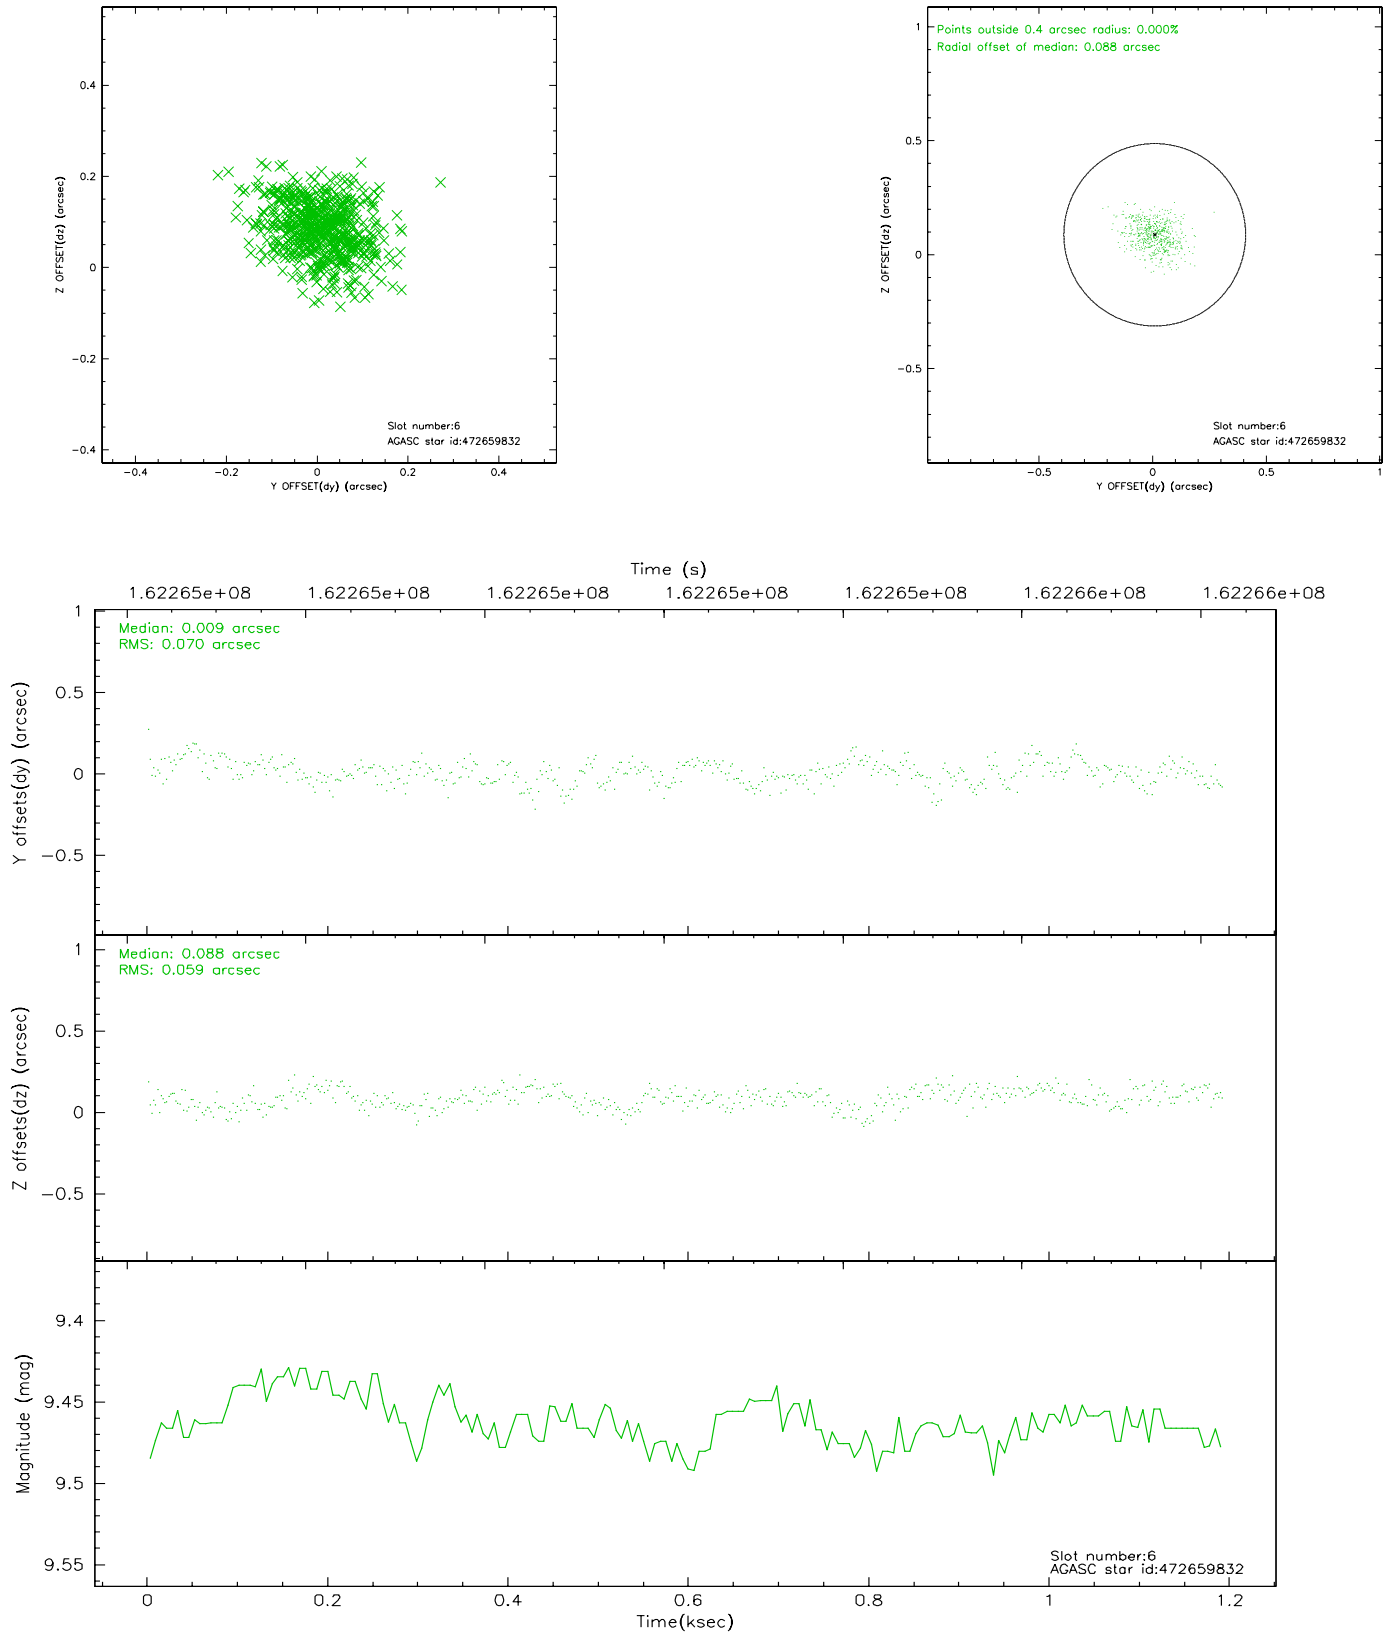 0.4
0.2
0
−0.2
−0.4
Z OFFSET(dz) (arcsec)
Slot number:6
AGASC star id:472659832
−0.4 −0.2 0 0.2 0.4
Y OFFSET(dy) (arcsec)
Points outside 0.4 arcsec radius: 0.000%
Radial offset of median: 0.088 arcsec
1
0.5
0
−0.5
Z OFFSET(dz) (arcsec)
Slot number:6
AGASC star id:472659832
−0.5 0 0.5 1
Y OFFSET(dy) (arcsec)
Time (s)
1.62265e+08 1.62265e+08 1.62265e+08 1.62265e+08 1.62265e+08 1.62266e+08 1.62266e+08
Median: 0.009 arcsec
RMS: 0.070 arcsec
1
0.5
0
−0.5
Y offsets(dy) (arcsec)
Median: 0.088 arcsec
RMS: 0.059 arcsec
1
0.5
0
−0.5
Z offsets(dz) (arcsec)
9.4
9.45
9.5
9.55
Magnitude (mag)
Slot number:6
AGASC star id:472659832
0 0.2 0.4 0.6 0.8 1 1.2
Time(ksec)